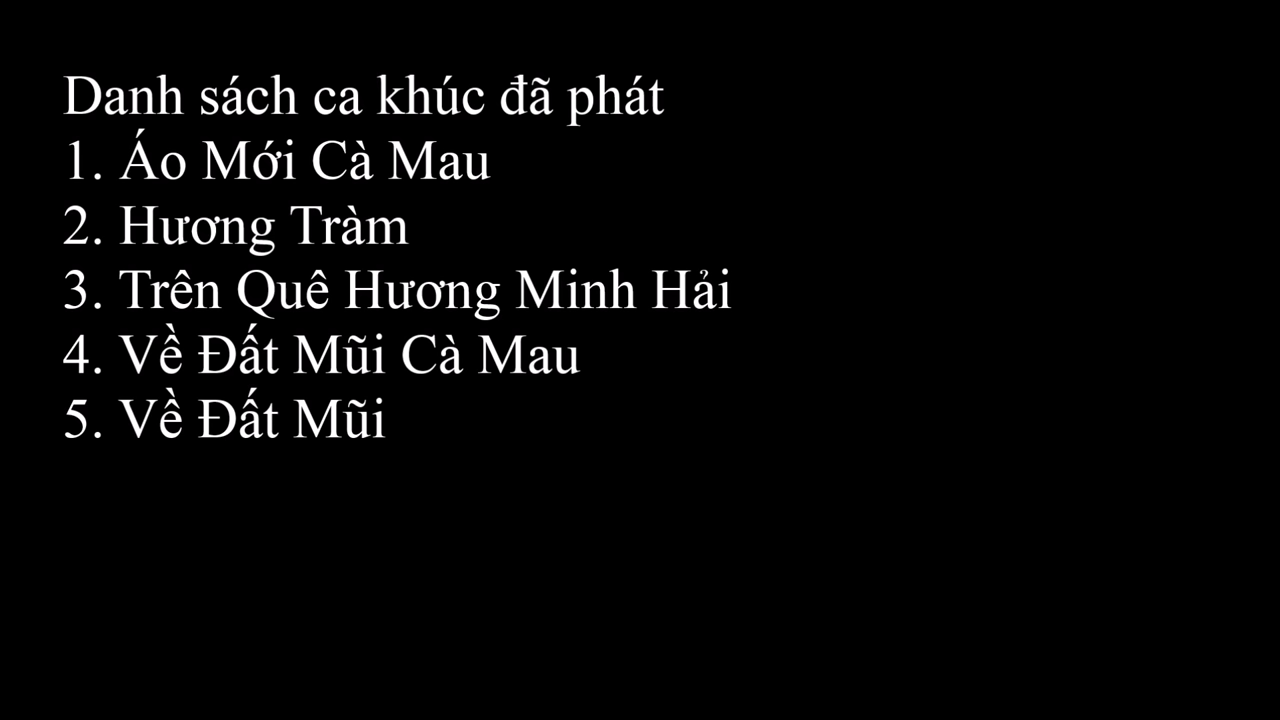 Danh sách ca khúc đã phát
1. Áo Mới Cà Mau
2. Hương Tràm
3. Trên Quê Hương Minh Hải
4. Về Đất Mũi Cà Mau
5. Về Đất Mũi